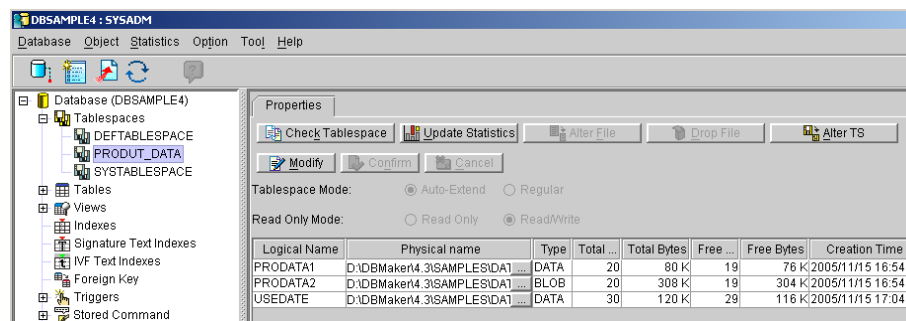 DBSAMPLE4 : SYSADM
Database Object Statistics Option Tool Help
Database (DBSAMPLE4)
Tablespaces
DEFTABLESPACE
PRODUT_DATA
SYSTABLESPACE
Tables
Views
Indexes
Signature Text Indexes
IVF Text Indexes
Foreign Key
Triggers
Stored Command
Properties
Check Tablespace Update Statistics Alter File Drop File Alter TS
Modify Confirm Cancel
Tablespace Mode: Auto-Extend Regular
Read Only Mode: Read Only Read/Write
Logical Name Physical name Type Total ... Total Bytes Free ... Free Bytes Creation Time
PRODATA1 D:\DBMaker\4.3\SAMPLES\DAT ... DATA 20 80 K 19 76 K 2005/11/15 16:54
PRODATA2 D:\DBMaker\4.3\SAMPLES\DAT ... BLOB 20 308 K 19 304 K 2005/11/15 16:54
USEDATE D:\DBMaker\4.3\SAMPLES\DAT ... DATA 30 120 K 29 116 K 2005/11/15 17:04